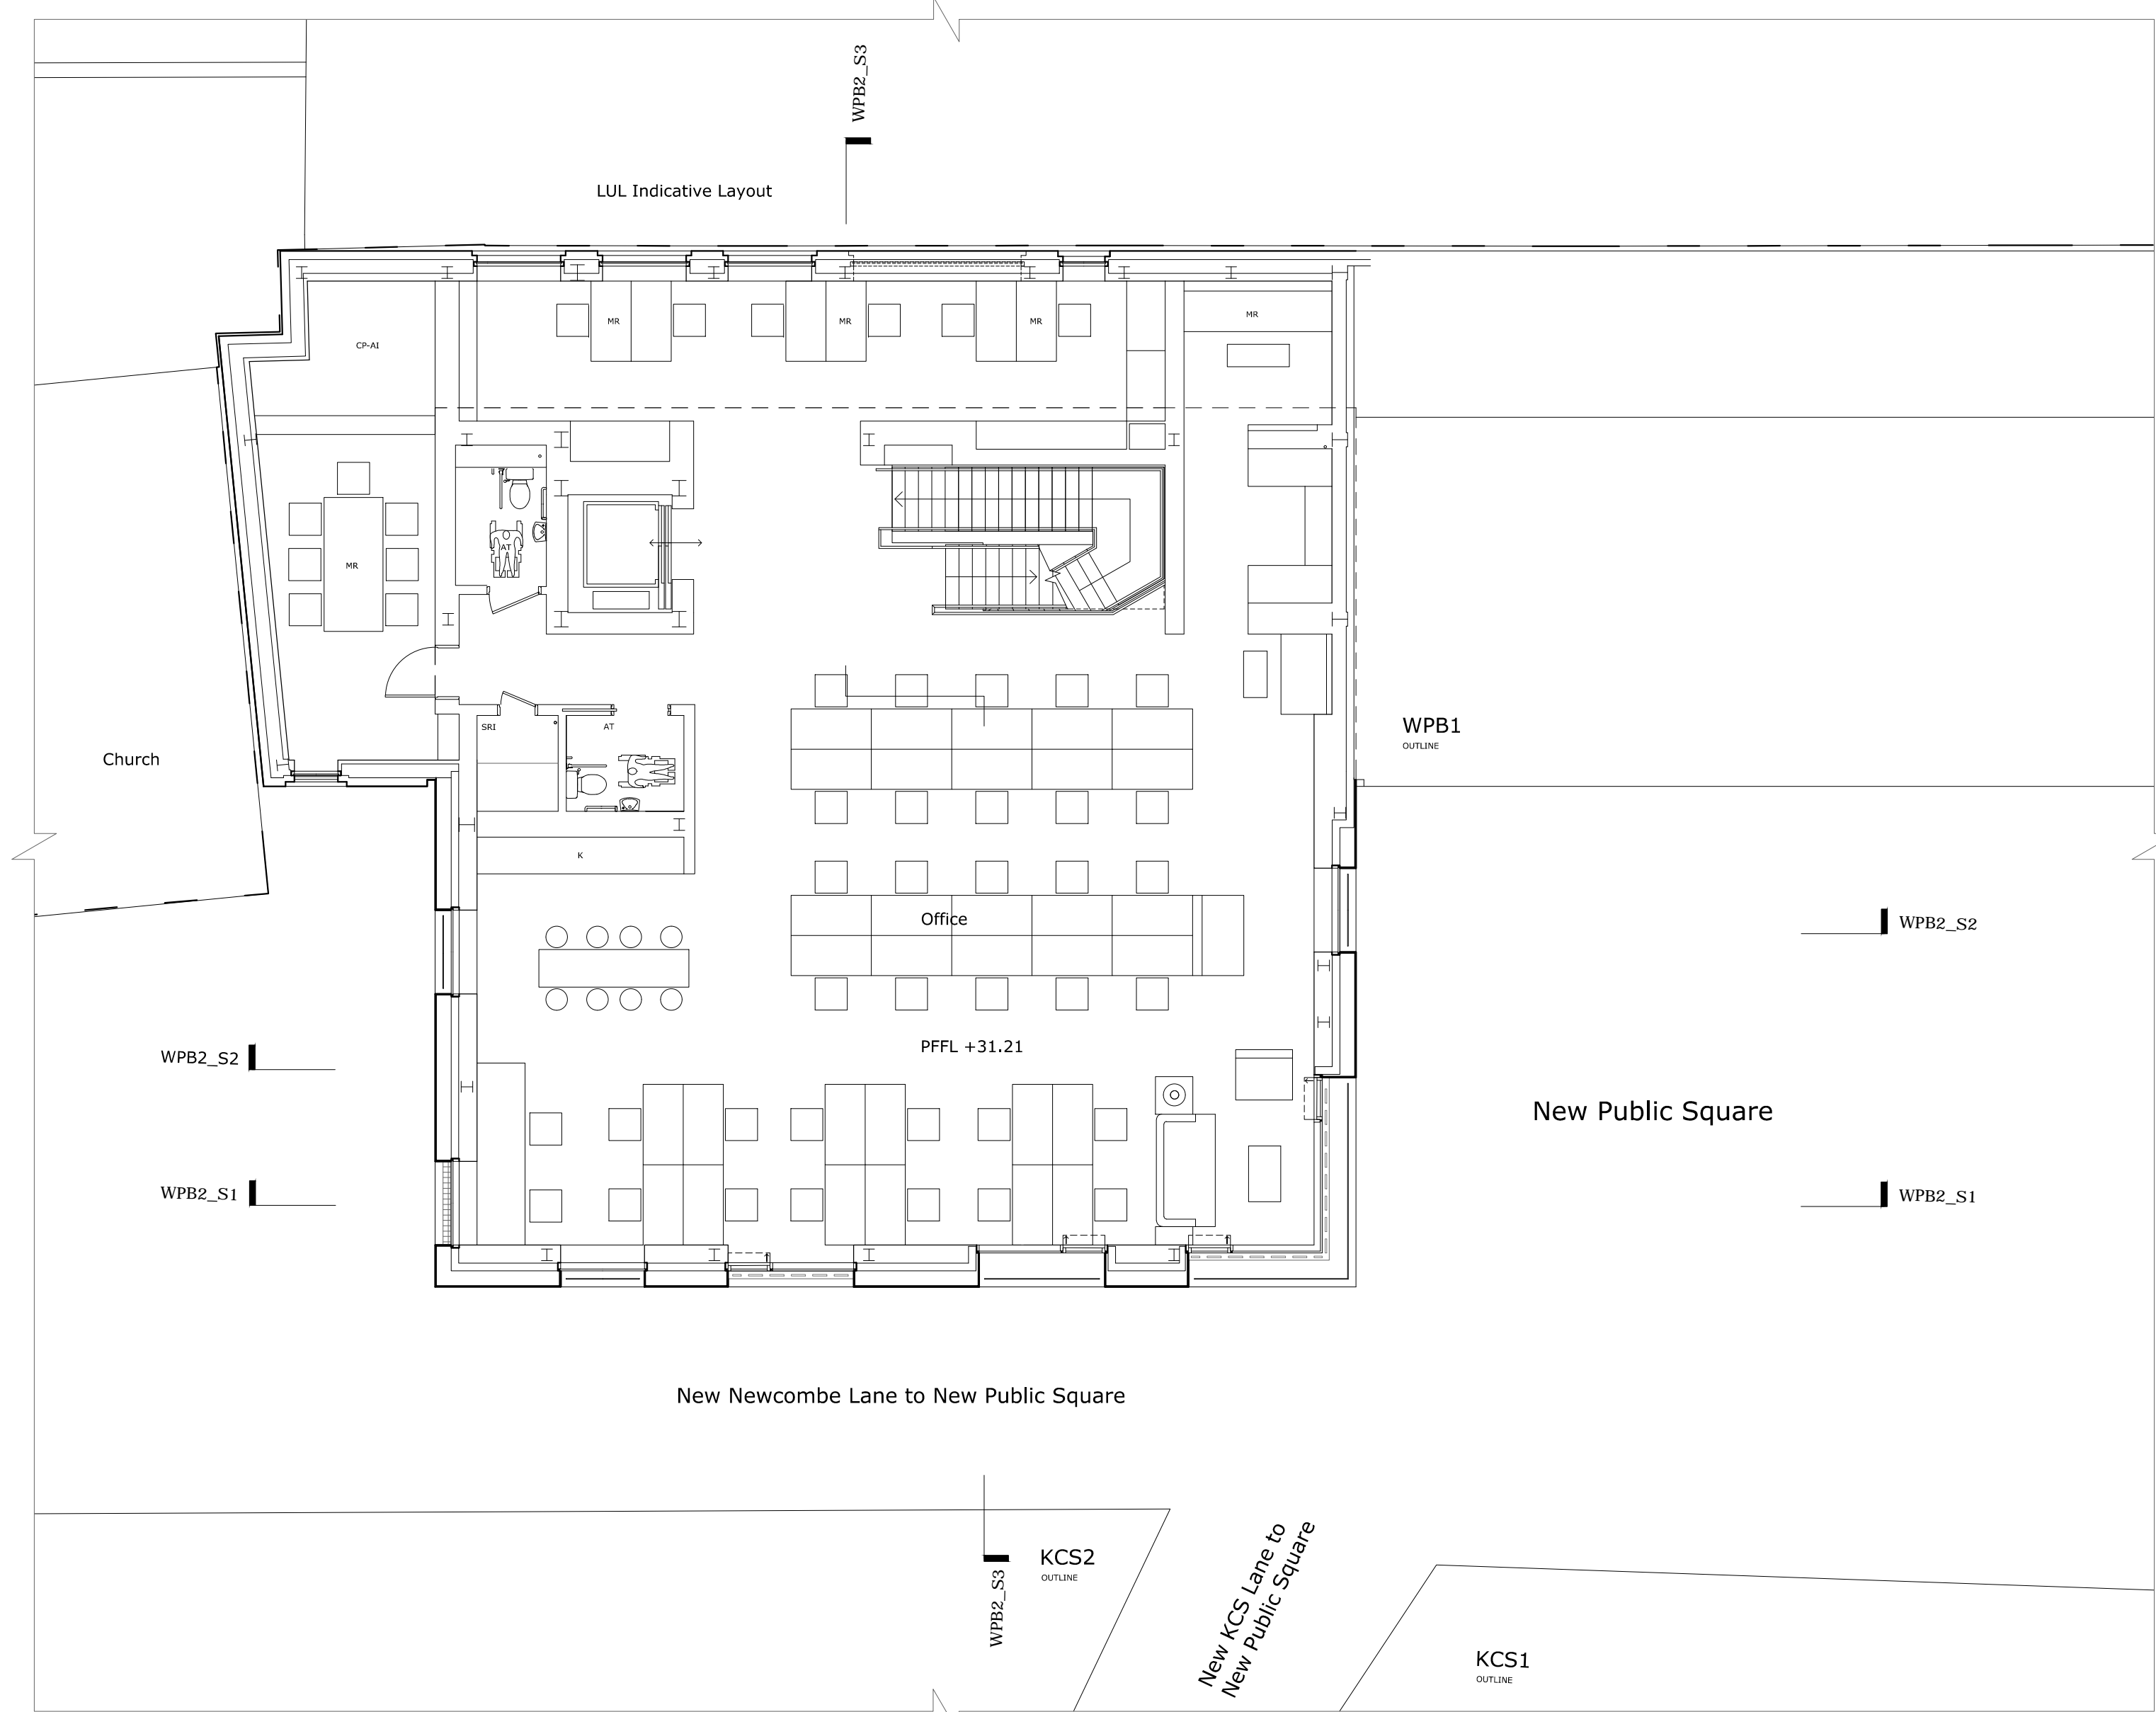 WPB2_S3
LUL Indicative Layout
MR
MR
MR
MR
CP-AI
AT
MR
SRI
AT
WPB1
OUTLINE
Church
K
Office
WPB2_S2
PFFL +31.21
WPB2_S2
New Public Square
WPB2_S1
WPB2_S1
New Newcombe Lane to New Public Square
KCS2
OUTLINE
WPB2_S3
New KCS Lane to
New Public Square
KCS1
OUTLINE